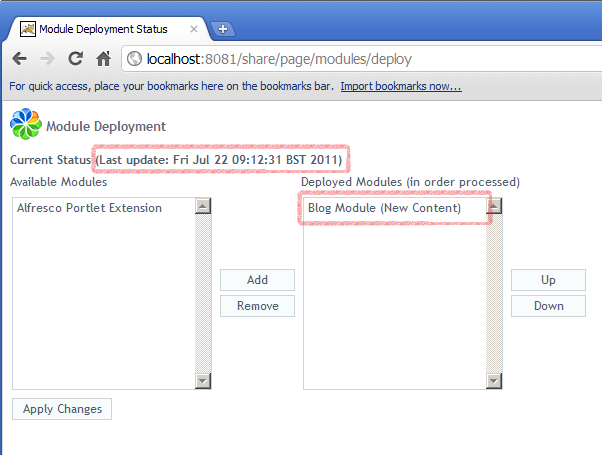 Module Deployment Status
localhost:8081/share/page/modules/deploy
For quick access, place your bookmarks here on the bookmarks bar. Import bookmarks now...
Module Deployment
Current Status (Last update: Fri Jul 22 09:12:31 BST 2011)
Available Modules
Deployed Modules (in order processed)
Alfresco Portlet Extension
Blog Module (New Content)
Add
Remove
Up
Down
Apply Changes